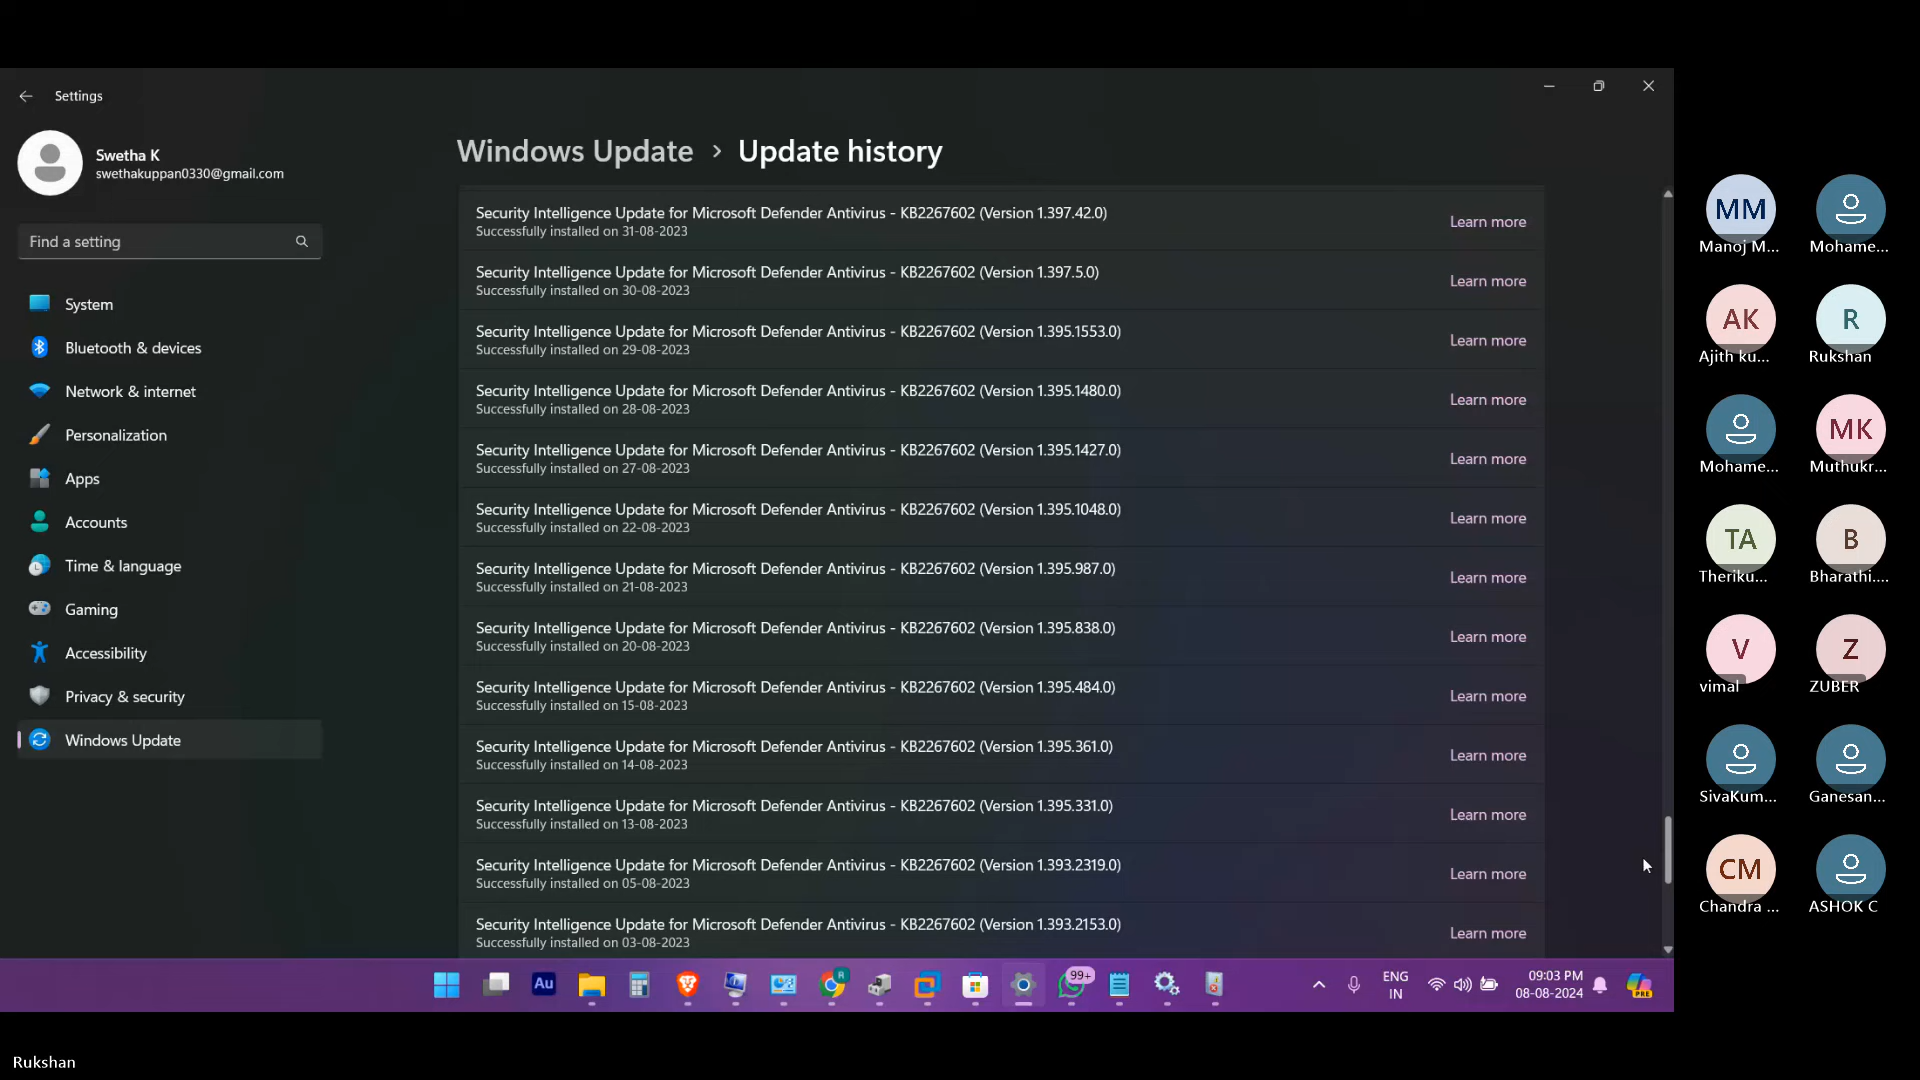 Settings
Swetha K
swethakuppan0330@gmail.com
Find a setting
System
Bluetooth & devices
Network & internet
Personalization
Apps
Accounts
Time & language
Gaming
Accessibility
Privacy & security
Windows Update
Windows Update > Update history
Security Intelligence Update for Microsoft Defender Antivirus - KB2267602 (Version 1.397.42.0)
Successfully installed on 31-08-2023
Learn more
Security Intelligence Update for Microsoft Defender Antivirus - KB2267602 (Version 1.397.5.0)
Successfully installed on 30-08-2023
Learn more
Security Intelligence Update for Microsoft Defender Antivirus - KB2267602 (Version 1.395.1553.0)
Successfully installed on 29-08-2023
Learn more
Security Intelligence Update for Microsoft Defender Antivirus - KB2267602 (Version 1.395.1480.0)
Successfully installed on 28-08-2023
Learn more
Security Intelligence Update for Microsoft Defender Antivirus - KB2267602 (Version 1.395.1427.0)
Successfully installed on 27-08-2023
Learn more
Security Intelligence Update for Microsoft Defender Antivirus - KB2267602 (Version 1.395.1048.0)
Successfully installed on 22-08-2023
Learn more
Security Intelligence Update for Microsoft Defender Antivirus - KB2267602 (Version 1.395.987.0)
Successfully installed on 21-08-2023
Learn more
Security Intelligence Update for Microsoft Defender Antivirus - KB2267602 (Version 1.395.838.0)
Successfully installed on 20-08-2023
Learn more
Security Intelligence Update for Microsoft Defender Antivirus - KB2267602 (Version 1.395.484.0)
Successfully installed on 15-08-2023
Learn more
Security Intelligence Update for Microsoft Defender Antivirus - KB2267602 (Version 1.395.361.0)
Successfully installed on 14-08-2023
Learn more
Security Intelligence Update for Microsoft Defender Antivirus - KB2267602 (Version 1.395.331.0)
Successfully installed on 13-08-2023
Learn more
Security Intelligence Update for Microsoft Defender Antivirus - KB2267602 (Version 1.393.2319.0)
Successfully installed on 05-08-2023
Learn more
Security Intelligence Update for Microsoft Defender Antivirus - KB2267602 (Version 1.393.2153.0)
Successfully installed on 03-08-2023
Learn more
Au
R
99+
ENG
IN
09:03 PM
08-08-2024
PRE
MM
Manoj M...
Mohame...
AK
Ajith ku...
R
Rukshan
Mohame...
MK
Muthukr...
TA
Theriku...
B
Bharathi....
V
vimal
Z
ZUBER
SivaKum...
Ganesan...
CM
Chandra ...
ASHOK C
Rukshan